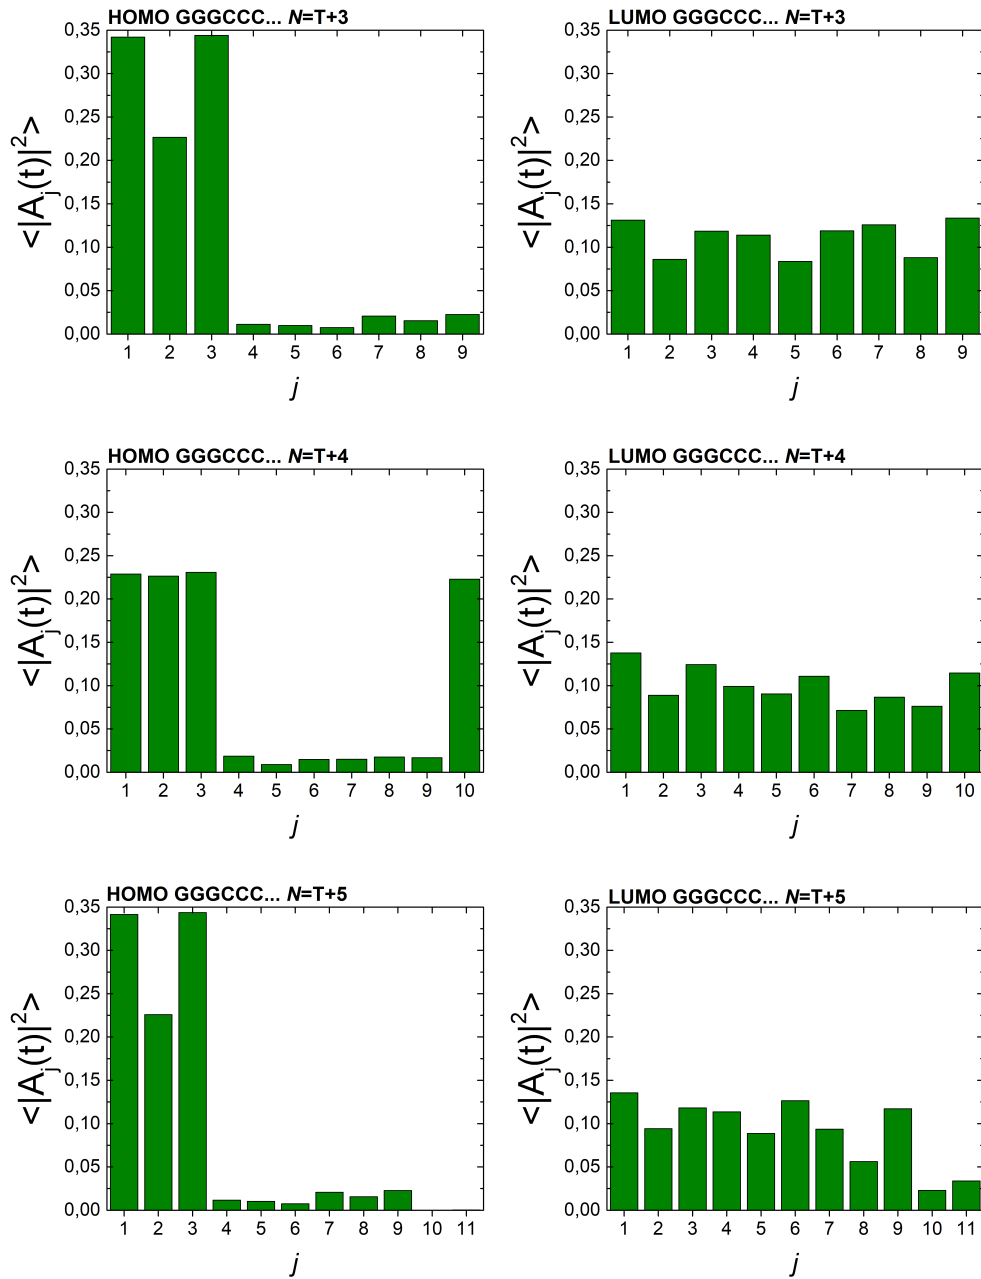 HOMO GGGCCC... N=T+3
0,35
0,30
0,25
0,20
0,15
0,10
0,05
0,00
<|A_j(t)|^2>
1 2 3 4 5 6 7 8 9
j
LUMO GGGCCC... N=T+3
0,35
0,30
0,25
0,20
0,15
0,10
0,05
0,00
<|A_j(t)|^2>
1 2 3 4 5 6 7 8 9
j
HOMO GGGCCC... N=T+4
0,35
0,30
0,25
0,20
0,15
0,10
0,05
0,00
<|A_j(t)|^2>
1 2 3 4 5 6 7 8 9 10
j
LUMO GGGCCC... N=T+4
0,35
0,30
0,25
0,20
0,15
0,10
0,05
0,00
<|A_j(t)|^2>
1 2 3 4 5 6 7 8 9 10
j
HOMO GGGCCC... N=T+5
0,35
0,30
0,25
0,20
0,15
0,10
0,05
0,00
<|A_j(t)|^2>
1 2 3 4 5 6 7 8 9 10 11
j
LUMO GGGCCC... N=T+5
0,35
0,30
0,25
0,20
0,15
0,10
0,05
0,00
<|A_j(t)|^2>
1 2 3 4 5 6 7 8 9 10 11
j